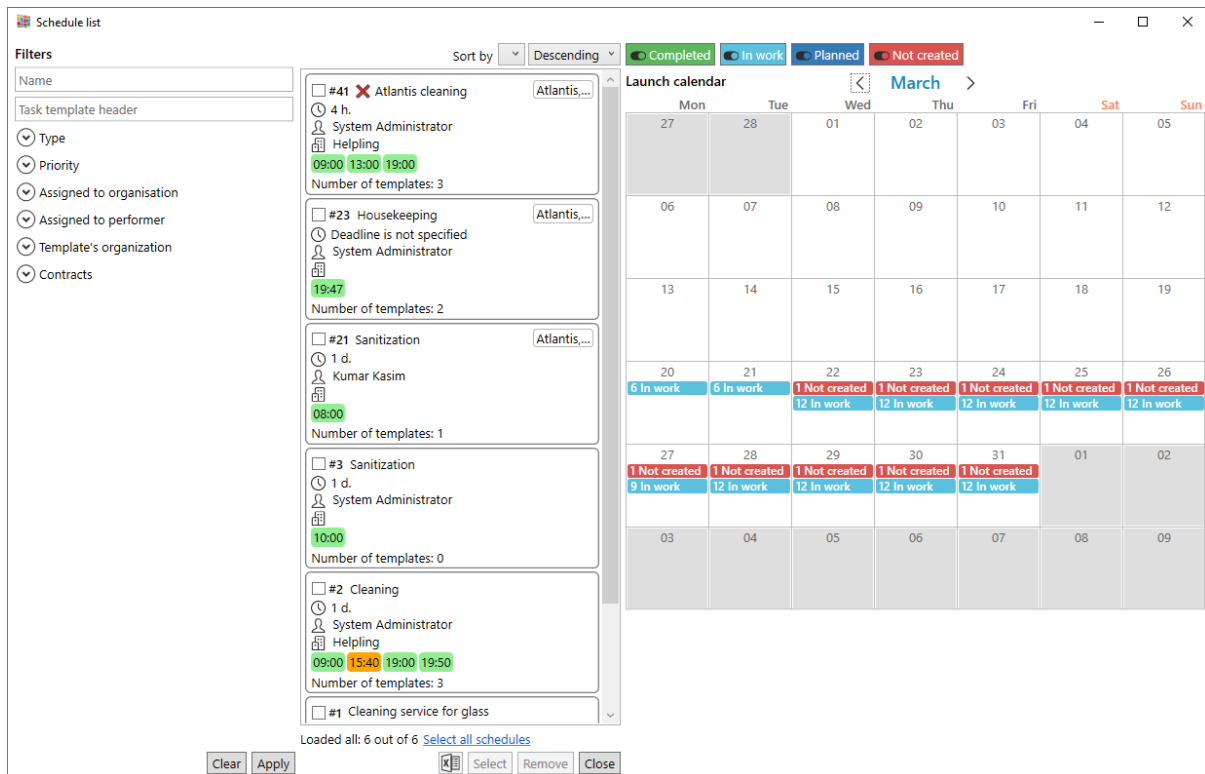 Schedule list
Filters
Name
Task template header
Type
Priority
Assigned to organisation
Assigned to performer
Template's organization
Contracts
Clear Apply
Sort by Descending
#41 Atlantis cleaning Atlantis,...
4 h.
System Administrator
Helpling
09:00 13:00 19:00
Number of templates: 3
#23 Housekeeping Atlantis,...
Deadline is not specified
System Administrator
19:47
Number of templates: 2
#21 Sanitization Atlantis,...
1 d.
Kumar Kasim
08:00
Number of templates: 1
#3 Sanitization
1 d.
System Administrator
10:00
Number of templates: 0
#2 Cleaning
1 d.
System Administrator
Helpling
09:00 15:40 19:00 19:50
Number of templates: 3
#1 Cleaning service for glass
Loaded all: 6 out of 6 Select all schedules
Select Remove Close
Completed In work Planned Not created
Launch calendar March
Mon Tue Wed Thu Fri Sat Sun
27 28 01 02 03 04 05
06 07 08 09 10 11 12
13 14 15 16 17 18 19
20 21 22 23 24 25 26
6 In work 6 In work 1 Not created 1 Not created 1 Not created 1 Not created 1 Not created
12 In work 12 In work 12 In work 12 In work 12 In work
27 28 29 30 31 01 02
1 Not created 1 Not created 1 Not created 1 Not created 1 Not created
9 In work 12 In work 12 In work 12 In work 12 In work
03 04 05 06 07 08 09